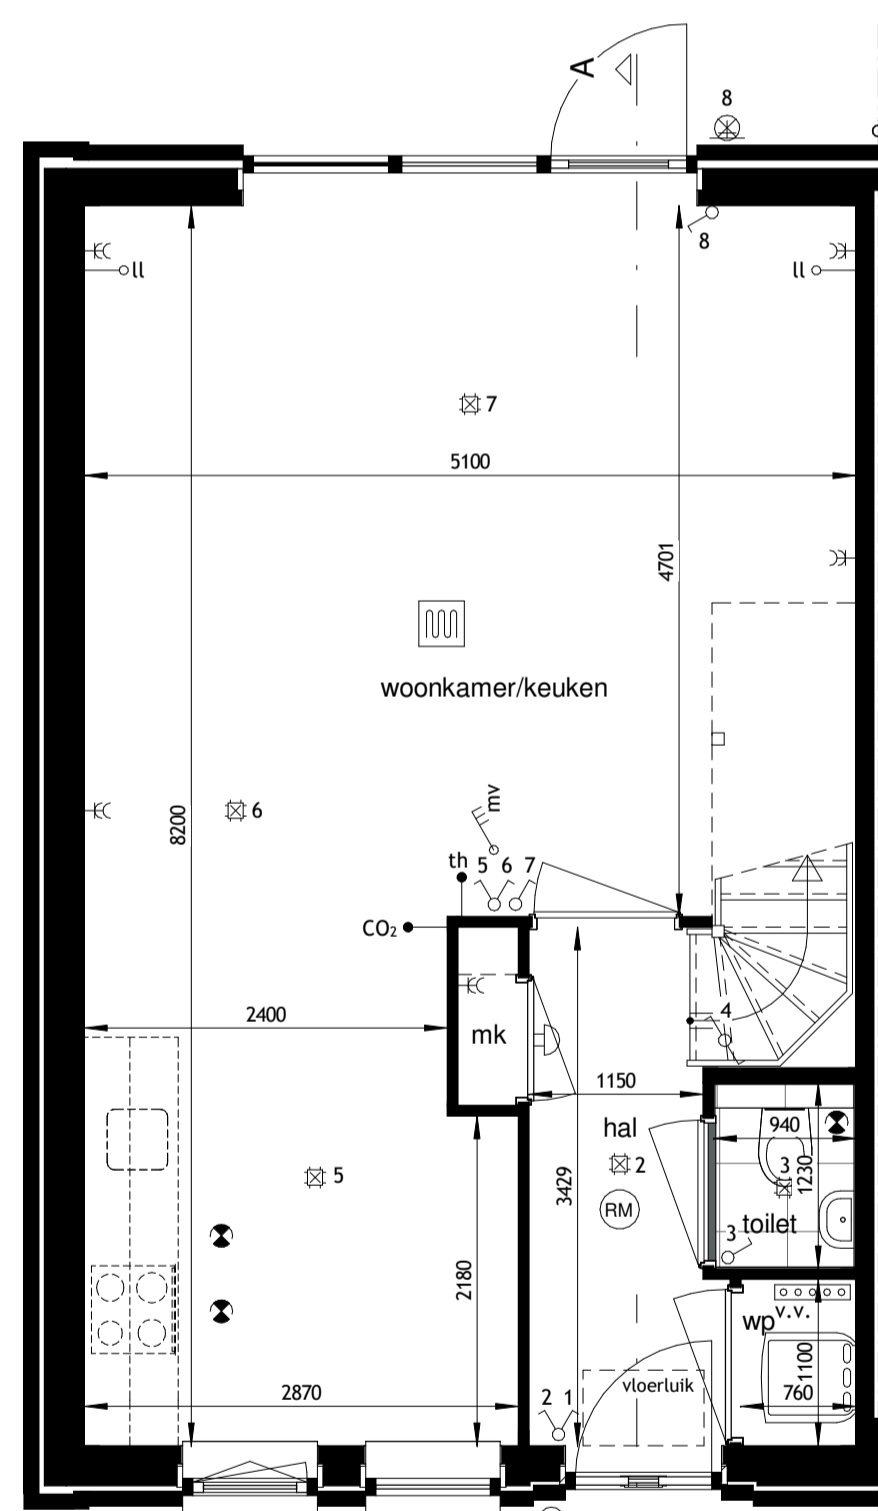 A
8
8
ll
ll
7
5100
4701
woonkamer/keuken
8200
6
mv
th
5 6 7
CO₂
2400
mk
4
1150
hal
2
940
3
1230
3429
RM
3
toilet
5
2180
v.v.
wp
1100
2870
2 1
vloerluik
760